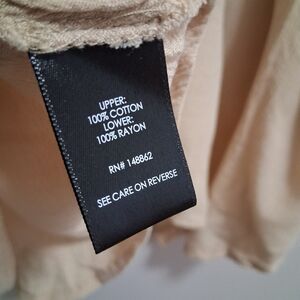 UPPER:
100% COTTON
LOWER:
100% RAYON
RN# 148862
SEE CARE ON REVERSE